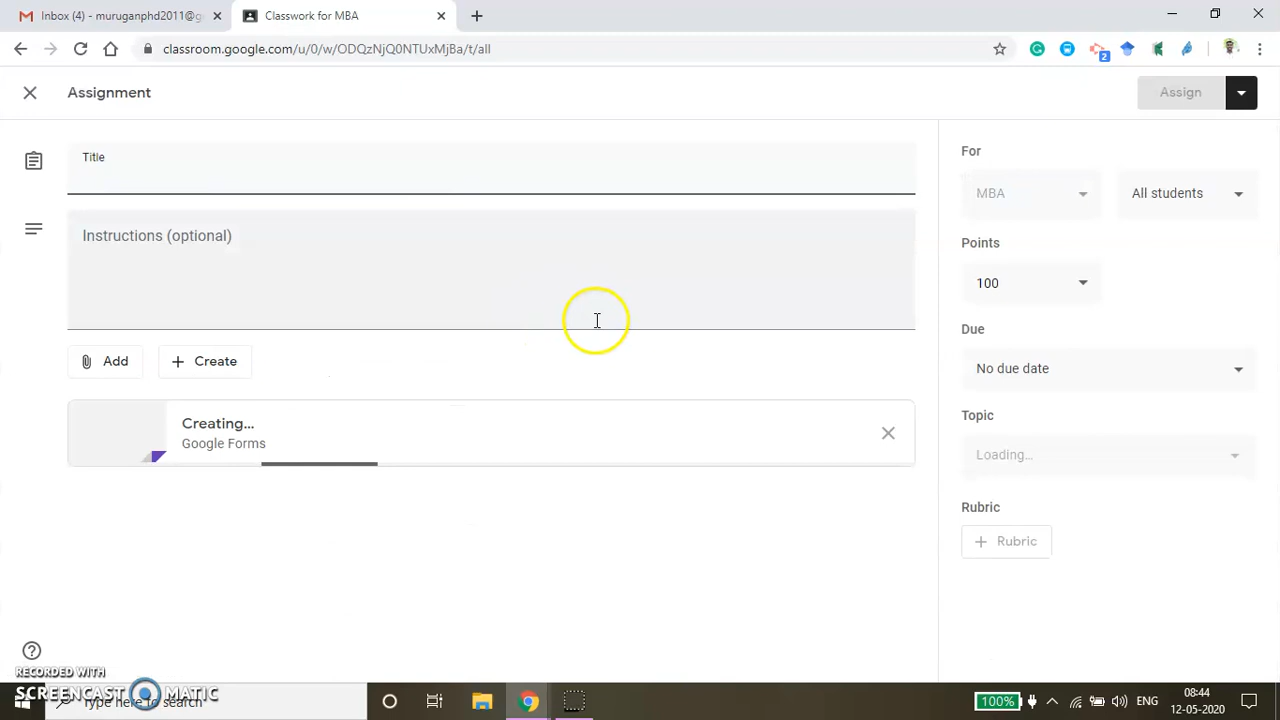 Inbox (4) - muruganphd2011@g
Classwork for MBA
classroom.google.com/u/0/w/ODQzNjQ0NTUxMjBa/t/all
2
Assignment
Assign
Title
Instructions (optional)
Add
Create
Creating...
Google Forms
For
MBA
All students
Points
100
Due
No due date
Topic
Loading...
Rubric
Rubric
RECORDED WITH
SCREENCAST MATIC
Type here to search
100%
ENG
08:44
12-05-2020